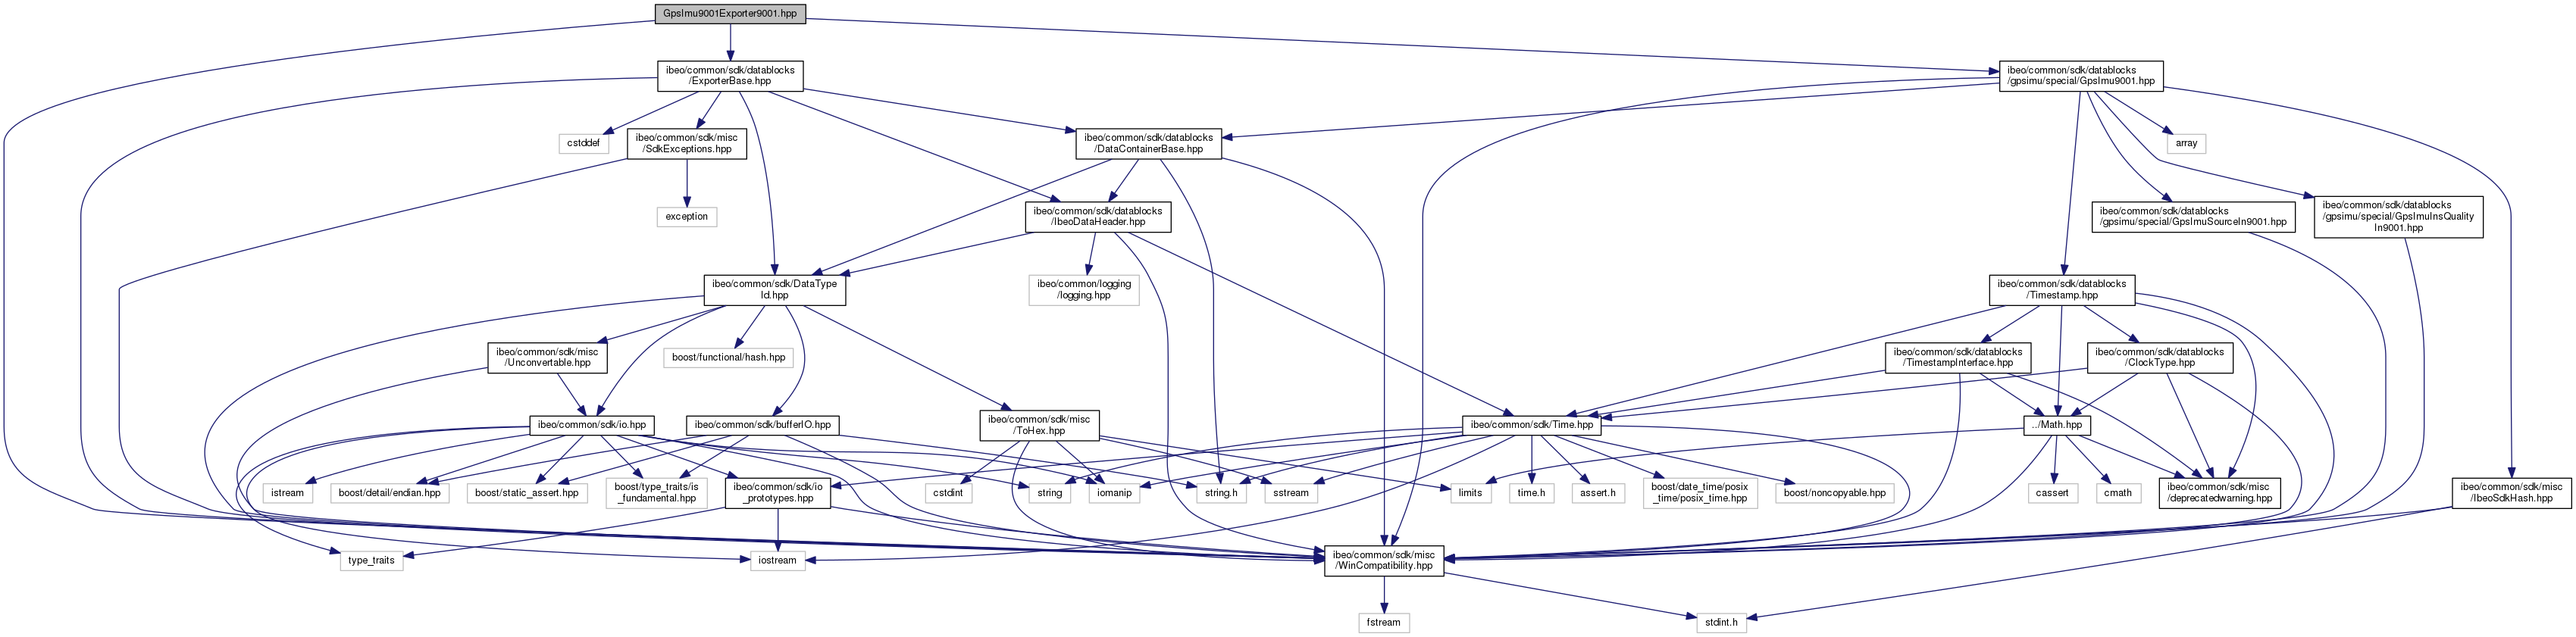 GpsImu9001Exporter9001.hpp
ibeo/common/sdk/datablocks
/ExporterBase.hpp
ibeo/common/sdk/datablocks
/gpsimu/special/GpsImu9001.hpp
cstddef
ibeo/common/sdk/misc
/SdkExceptions.hpp
ibeo/common/sdk/datablocks
/DataContainerBase.hpp
array
exception
ibeo/common/sdk/datablocks
/IbeoDataHeader.hpp
ibeo/common/sdk/datablocks
/gpsimu/special/GpsImuSourceIn9001.hpp
ibeo/common/sdk/datablocks
/gpsimu/special/GpsImuInsQuality
In9001.hpp
ibeo/common/sdk/DataType
Id.hpp
ibeo/common/logging
/logging.hpp
ibeo/common/sdk/datablocks
/Timestamp.hpp
ibeo/common/sdk/misc
/Unconvertable.hpp
boost/functional/hash.hpp
ibeo/common/sdk/datablocks
/TimestampInterface.hpp
ibeo/common/sdk/datablocks
/ClockType.hpp
ibeo/common/sdk/io.hpp
ibeo/common/sdk/bufferIO.hpp
ibeo/common/sdk/misc
/ToHex.hpp
ibeo/common/sdk/Time.hpp
../Math.hpp
istream
boost/detail/endian.hpp
boost/static_assert.hpp
boost/type_traits/is
_fundamental.hpp
ibeo/common/sdk/io
_prototypes.hpp
cstdint
string
iomanip
string.h
sstream
limits
time.h
assert.h
boost/date_time/posix
_time/posix_time.hpp
boost/noncopyable.hpp
cassert
cmath
ibeo/common/sdk/misc
/deprecatedwarning.hpp
ibeo/common/sdk/misc
/IbeoSdkHash.hpp
type_traits
iostream
ibeo/common/sdk/misc
/WinCompatibility.hpp
fstream
stdint.h